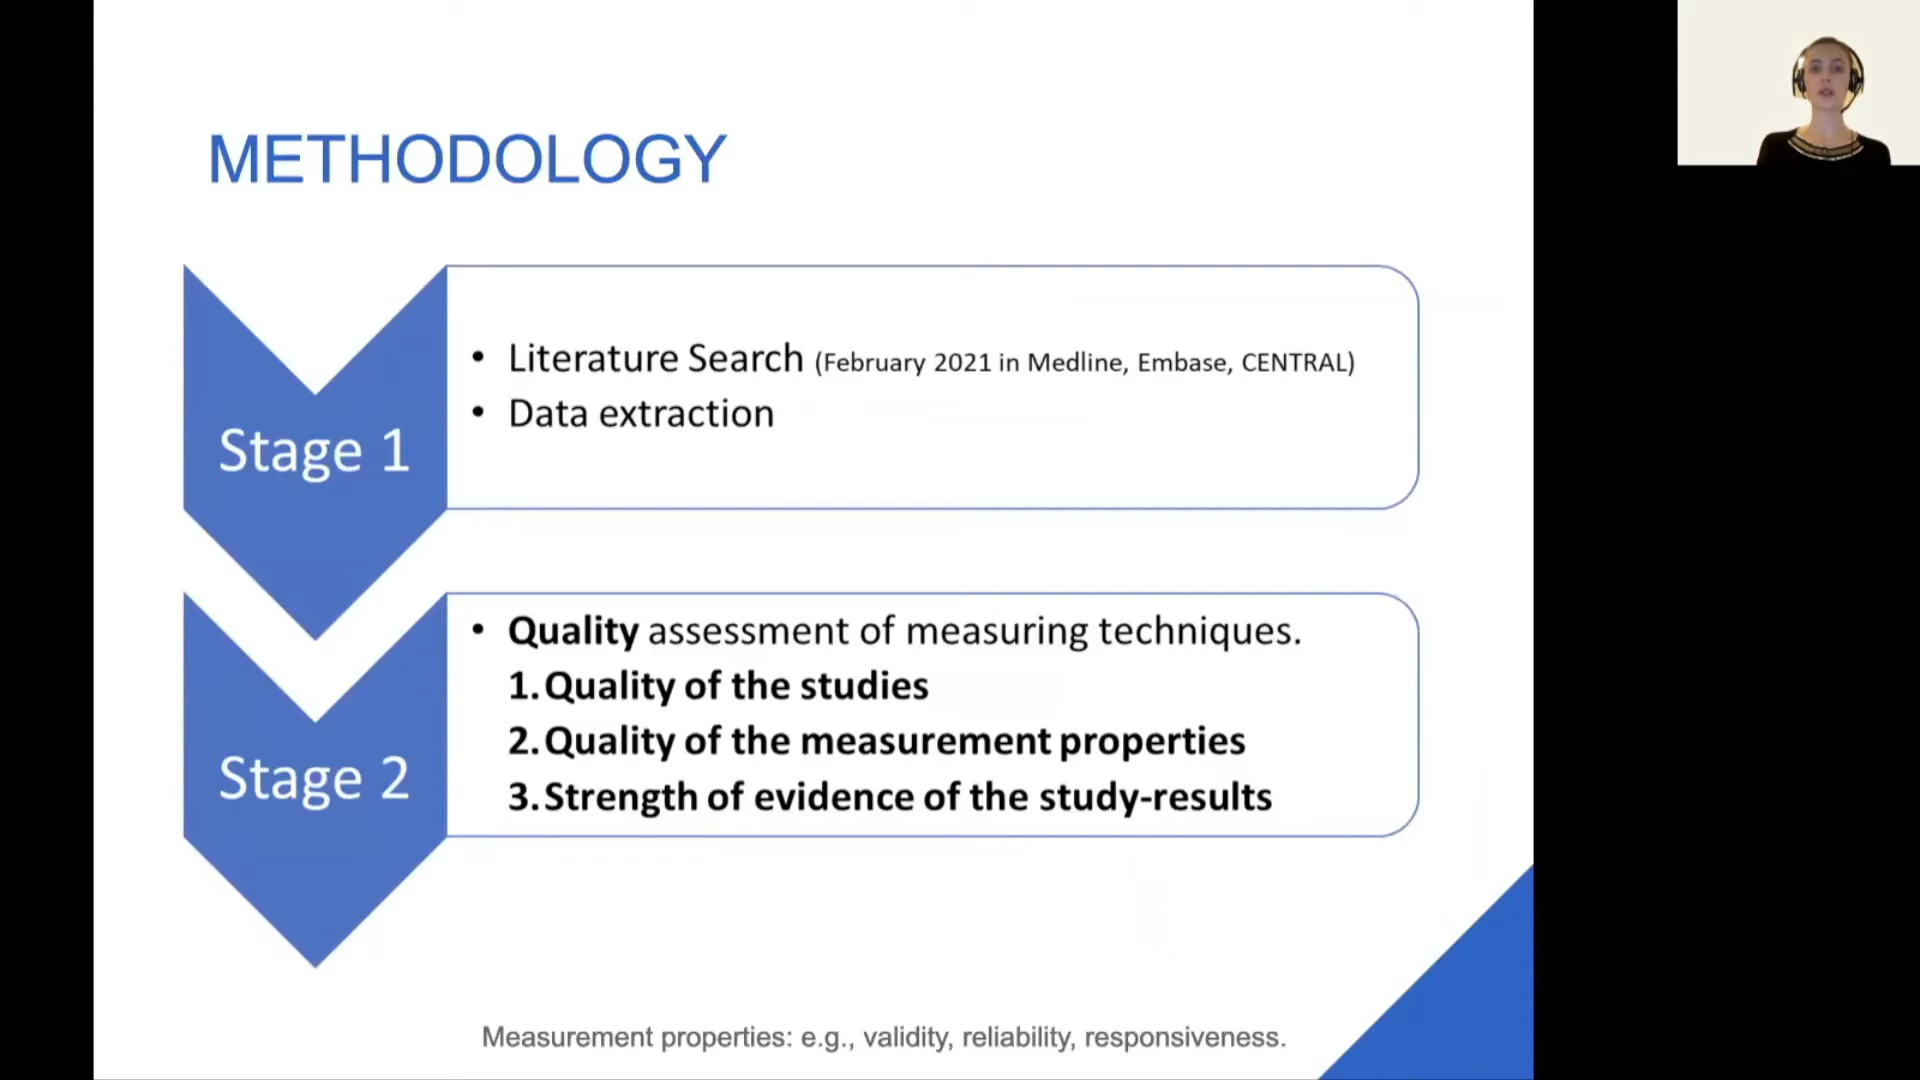 METHODOLOGY
Stage 1
• Literature Search (February 2021 in Medline, Embase, CENTRAL)
• Data extraction
Stage 2
• Quality assessment of measuring techniques.
1. Quality of the studies
2. Quality of the measurement properties
3. Strength of evidence of the study-results
Measurement properties: e.g., validity, reliability, responsiveness.